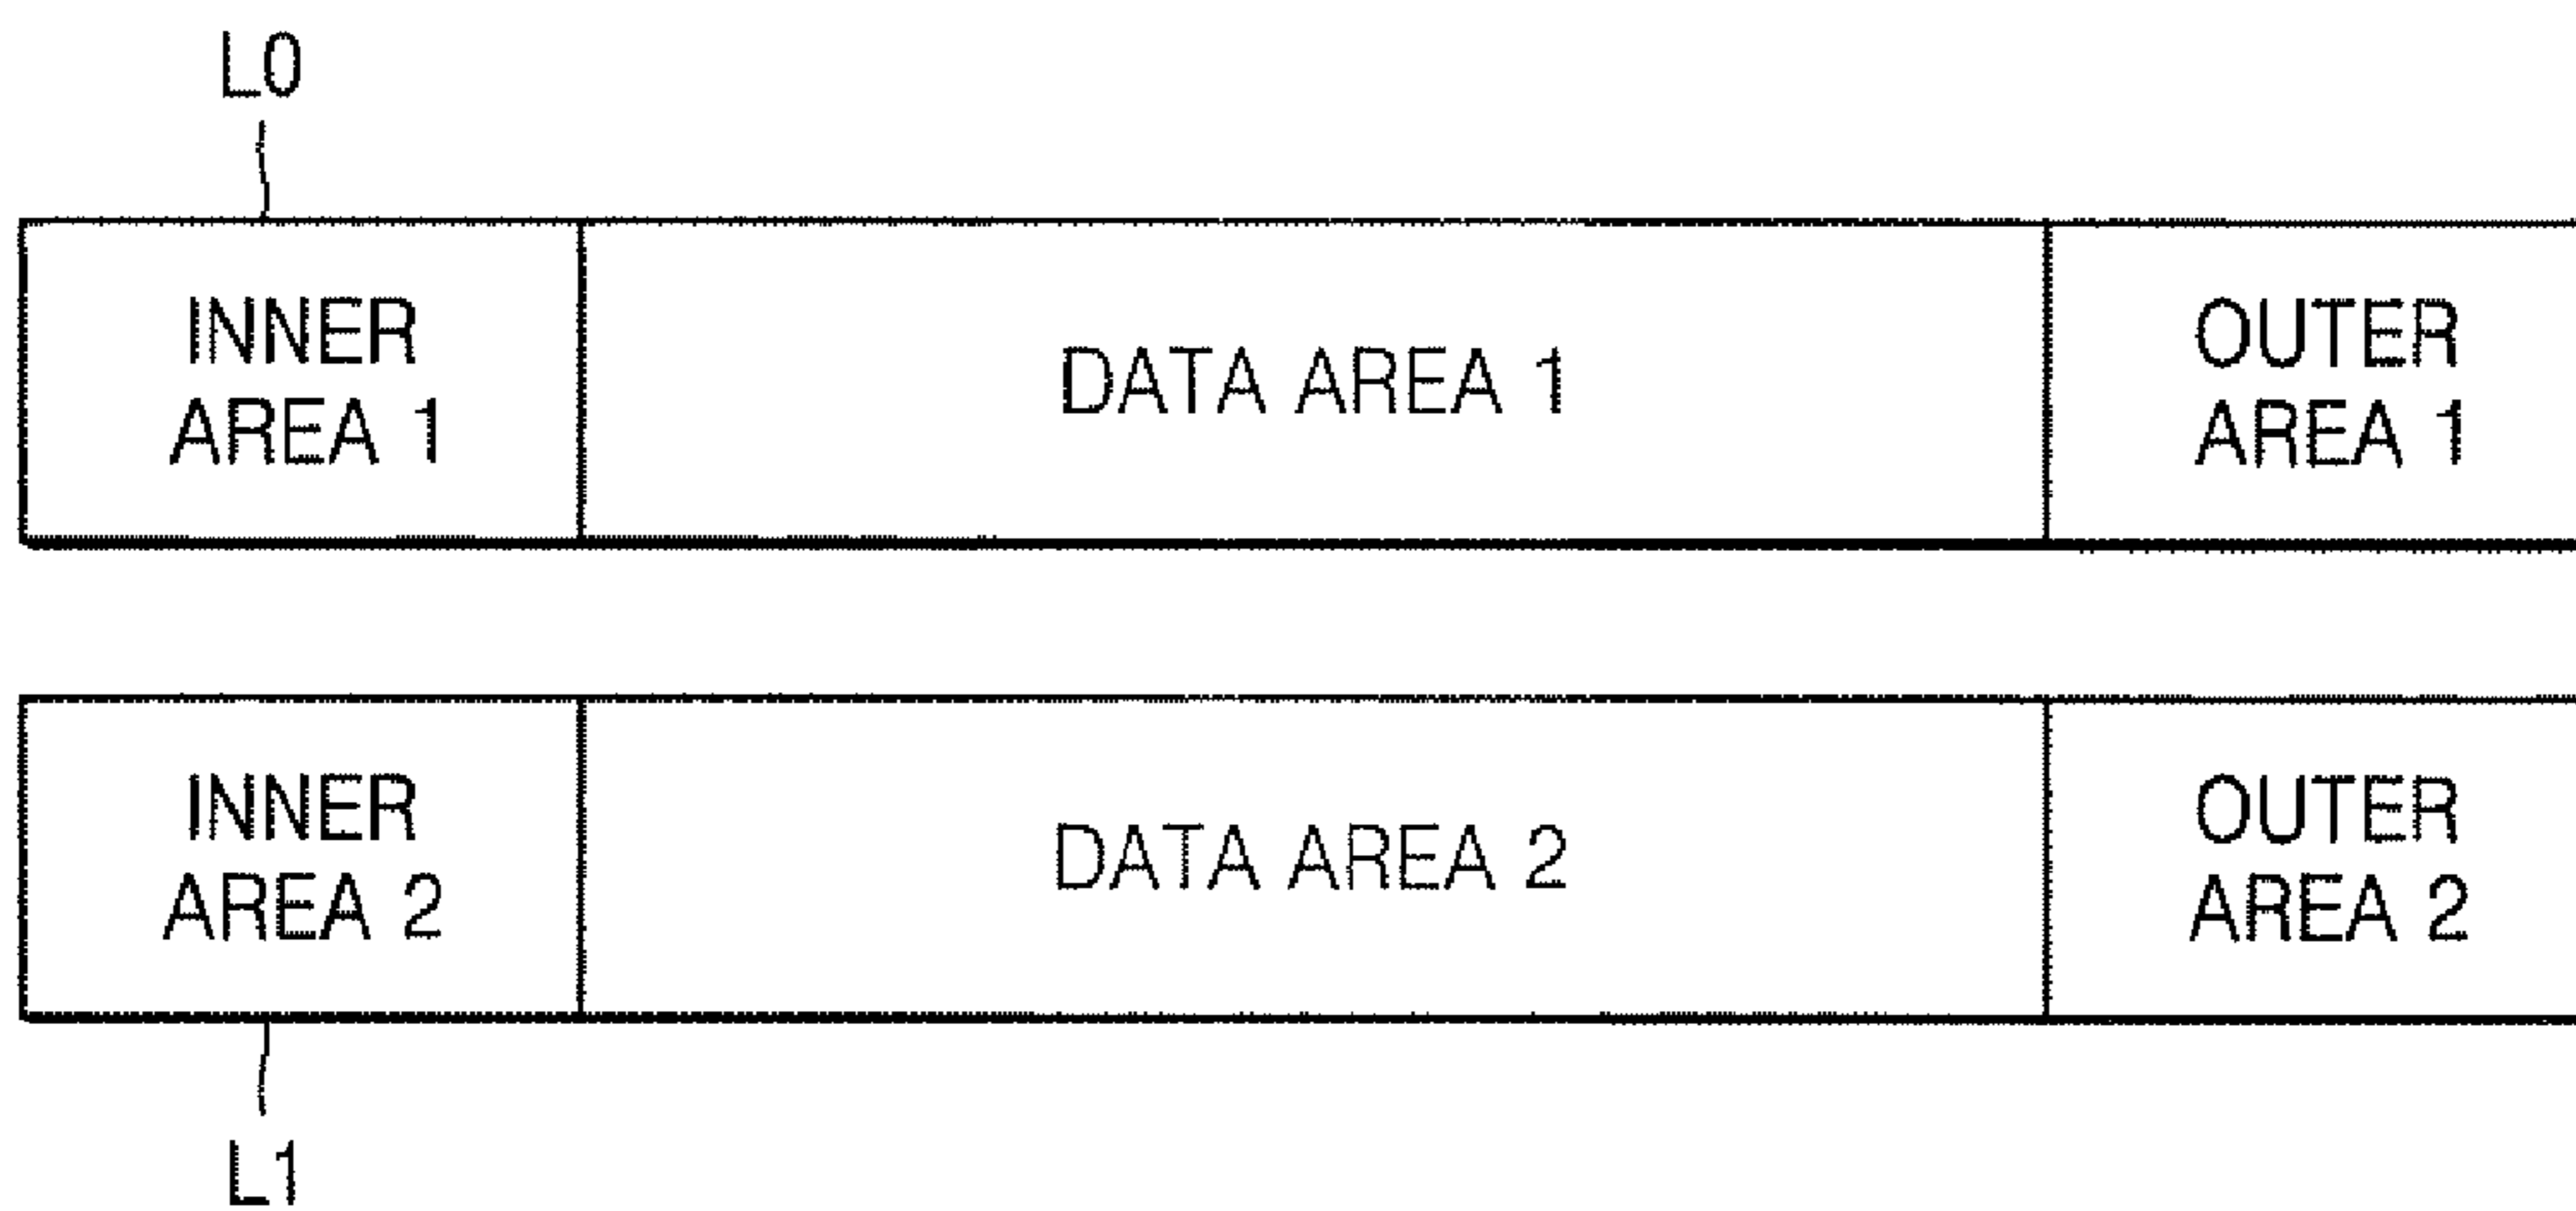 L0
INNER
AREA 1
DATA AREA 1
OUTER
AREA 1
INNER
AREA 2
DATA AREA 2
OUTER
AREA 2
L1